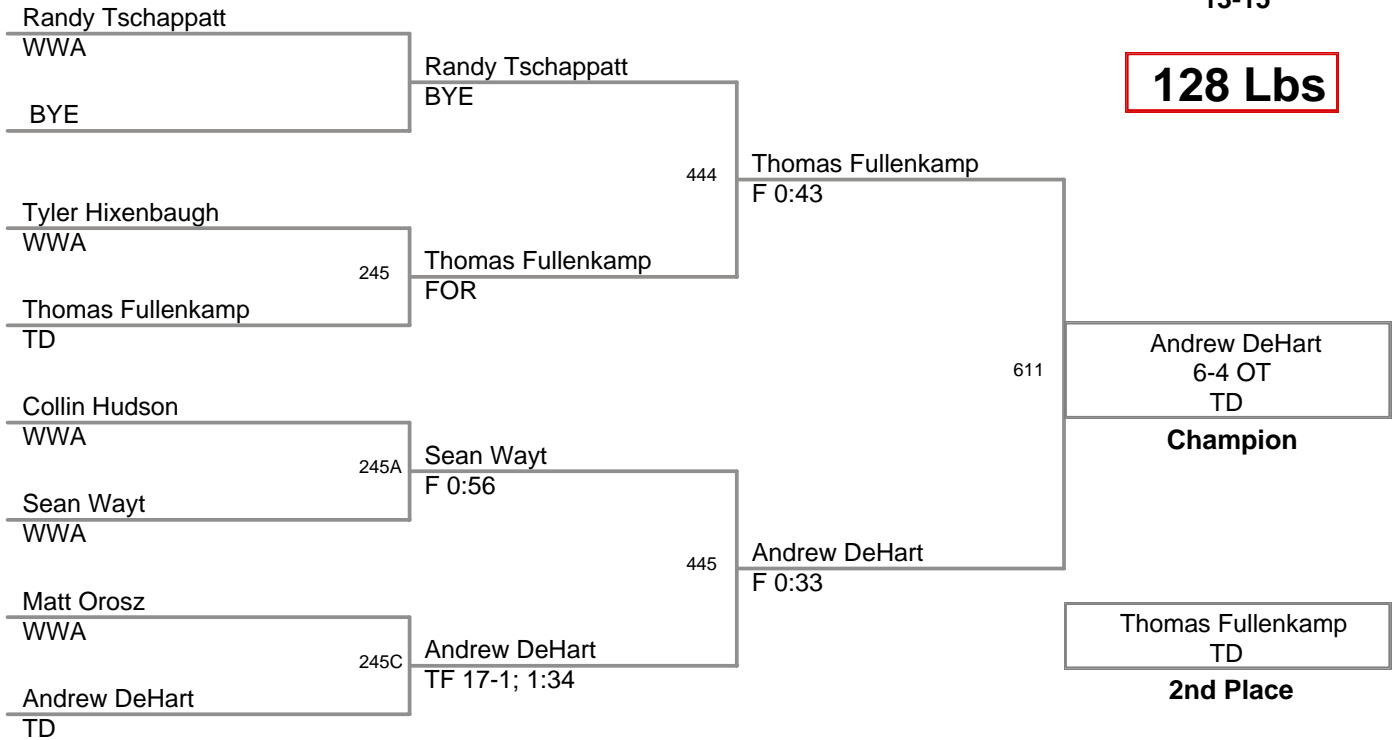 13-15
128 Lbs
Randy Tschappatt
WWA
BYE
Tyler Hixenbaugh
WWA
245
Thomas Fullenkamp
TD
Collin Hudson
WWA
245A
Sean Wayt
WWA
Matt Orosz
WWA
245C
Andrew DeHart
TD
Randy Tschappatt
BYE
444
Thomas Fullenkamp
FOR
Sean Wayt
F 0:56
445
Andrew DeHart
TF 17-1; 1:34
Thomas Fullenkamp
F 0:43
611
Andrew DeHart
F 0:33
Andrew DeHart
6-4 OT
TD
Champion
Thomas Fullenkamp
TD
2nd Place